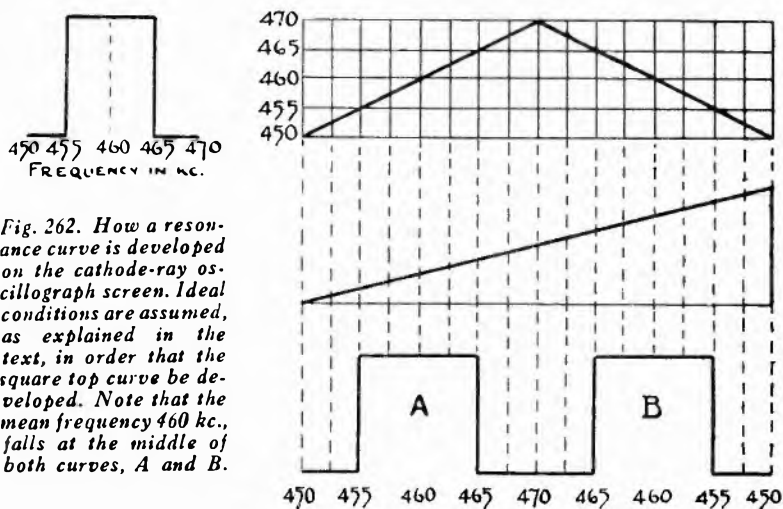 450 455 460 465 470
FREQUENCY IN KC.
Fig. 262. How a reson-
ance curve is developed
on the cathode-ray os-
cillograph screen. Ideal
conditions are assumed,
as explained in the
text, in order that the
square top curve be de-
veloped. Note that the
mean frequency 460 kc.,
falls at the middle of
both curves, A and B.
470
465
460
455
450
A
B
450 455 460 465 470 465 460 455 450